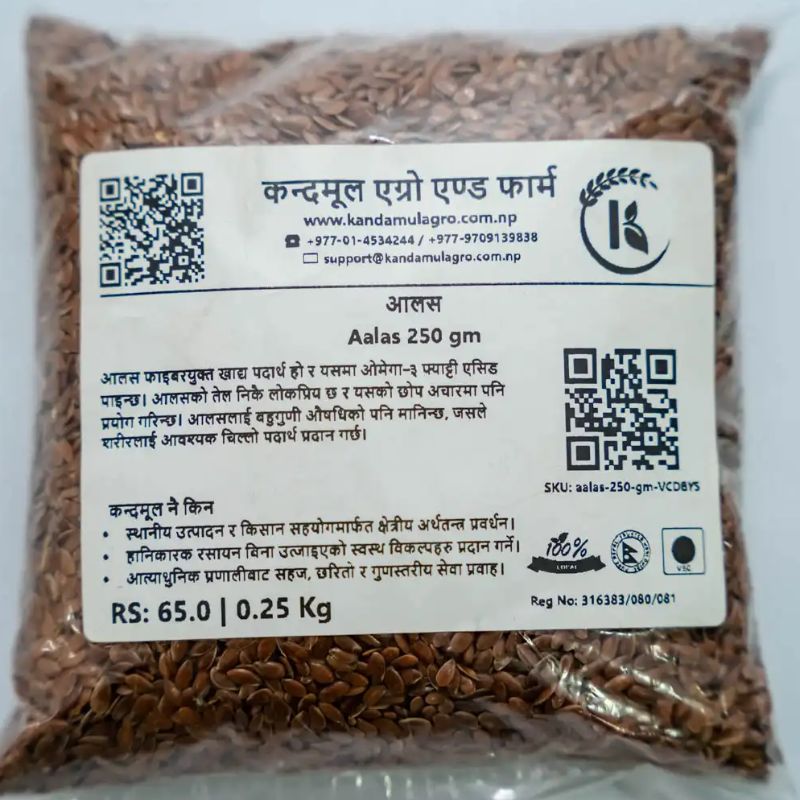 कन्दमूल एग्रो एण्ड फार्म
www.kandamulagro.com.np
+977-01-4534244 / +977-9709139838
support@kandamulagro.com.np
आलस
Aalas 250 gm
आलस फाइबरयुक्त खाद्य पदार्थ हो र यसमा ओमेगा-३ फ्याट्टी एसिड
पाइन्छ। आलसको तेल निकै लोकप्रिय छ र यसको छोप अचारमा पनि
प्रयोग गरिन्छ। आलसलाई बहुगुणी औषधिको पनि मानिन्छ, जसले
शरीरलाई आवश्यक चिल्लो पदार्थ प्रदान गर्छ।
SKU: aalas-250-gm-VCDBYS
कन्दमूल नै किन
• स्थानीय उत्पादन र किसान सहयोगमार्फत क्षेत्रीय अर्थतन्त्र प्रवर्धन।
• हानिकारक रसायन विना उत्जाइएको स्वस्थ विकल्पहरु प्रदान गर्ने।
• आत्याधुनिक प्रणालीबाट सहज, छरितो र गुणस्तरीय सेवा प्रवाह।
100%
LOCAL
VEG
RS: 65.0 | 0.25 Kg
Reg No: 316383/080/081